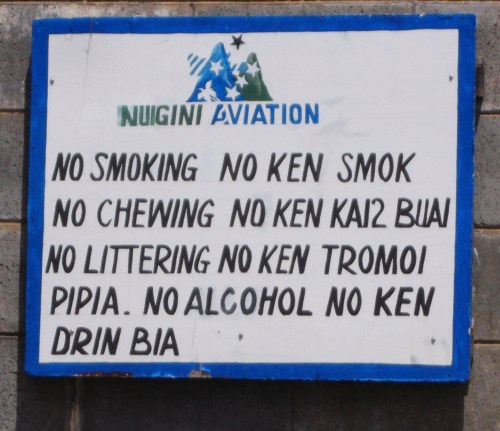 NUIGINI AVIATION
NO SMOKING NO KEN SMOK
NO CHEWING NO KEN KAI2 BUAI
NO LITTERING NO KEN TROMOI
PIPIA. NO ALCOHOL NO KEN
DRIN BIA